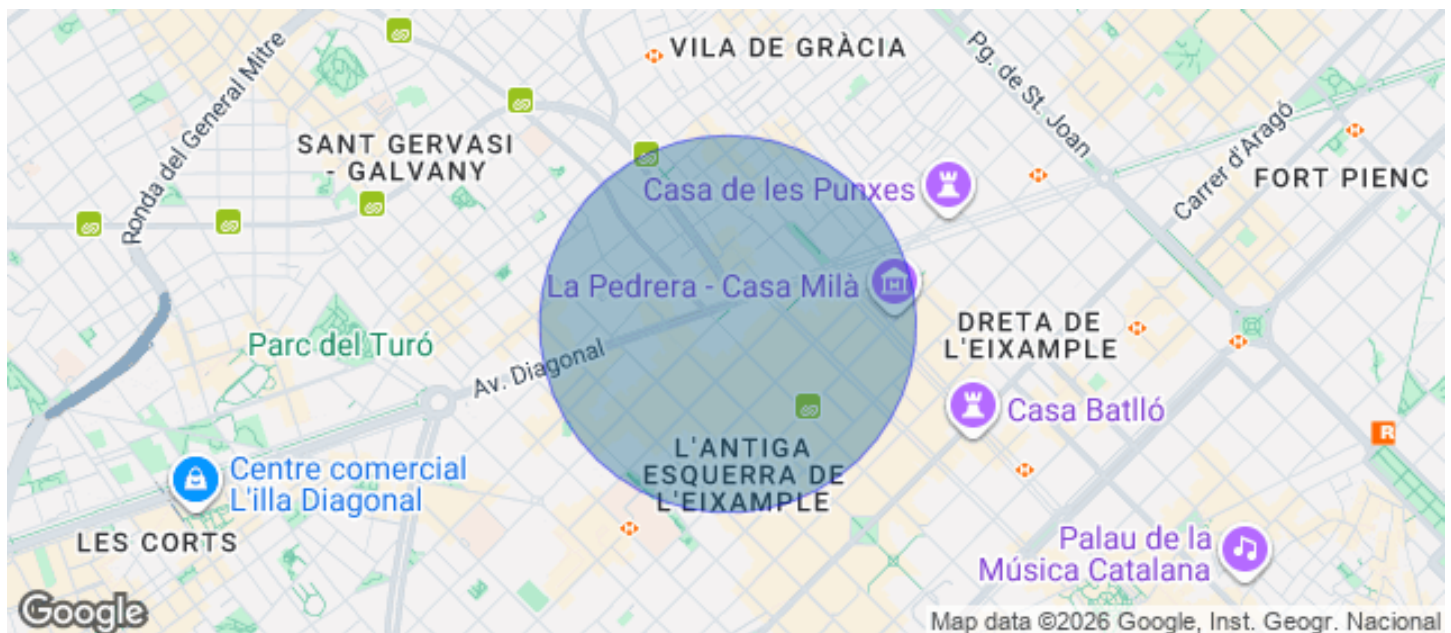 VILA DE GRÀCIA
Pg. de St. Joan
Ronda del General Mitre
SANT GERVASI
- GALVANY
Carrer d'Aragó
FORT PIENC
Casa de les Punxes
La Pedrera - Casa Milà
DRETA DE
L'EIXAMPLE
Parc del Turó
Av. Diagonal
Casa Batlló
L'ANTIGA
ESQUERRA DE
L'EIXAMPLE
R
Centre comercial
L'illa Diagonal
LES CORTS
Palau de la
Música Catalana
Google
Map data ©2026 Google, Inst. Geogr. Nacional